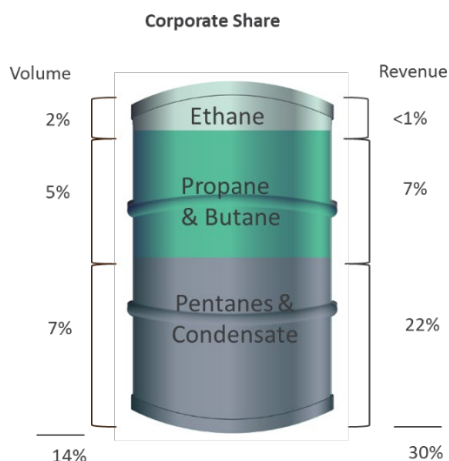 Corporate Share
Volume
Revenue
2%
Ethane
<1%
5%
Propane
& Butane
7%
7%
Pentanes &
Condensate
22%
14%
30%